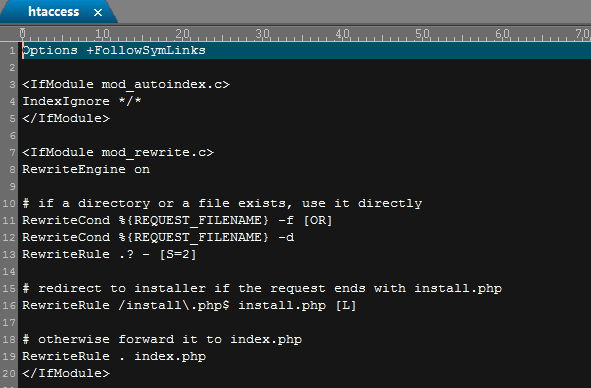 htaccess ×
0 10 20 30 40 50 60 70
1 Options +FollowSymLinks
2
3 <IfModule mod_autoindex.c>
4 IndexIgnore */*
5 </IfModule>
6
7 <IfModule mod_rewrite.c>
8 RewriteEngine on
9
10 # if a directory or a file exists, use it directly
11 RewriteCond %{REQUEST_FILENAME} -f [OR]
12 RewriteCond %{REQUEST_FILENAME} -d
13 RewriteRule .? - [S=2]
14
15 # redirect to installer if the request ends with install.php
16 RewriteRule /install\.php$ install.php [L]
17
18 # otherwise forward it to index.php
19 RewriteRule . index.php
20 </IfModule>